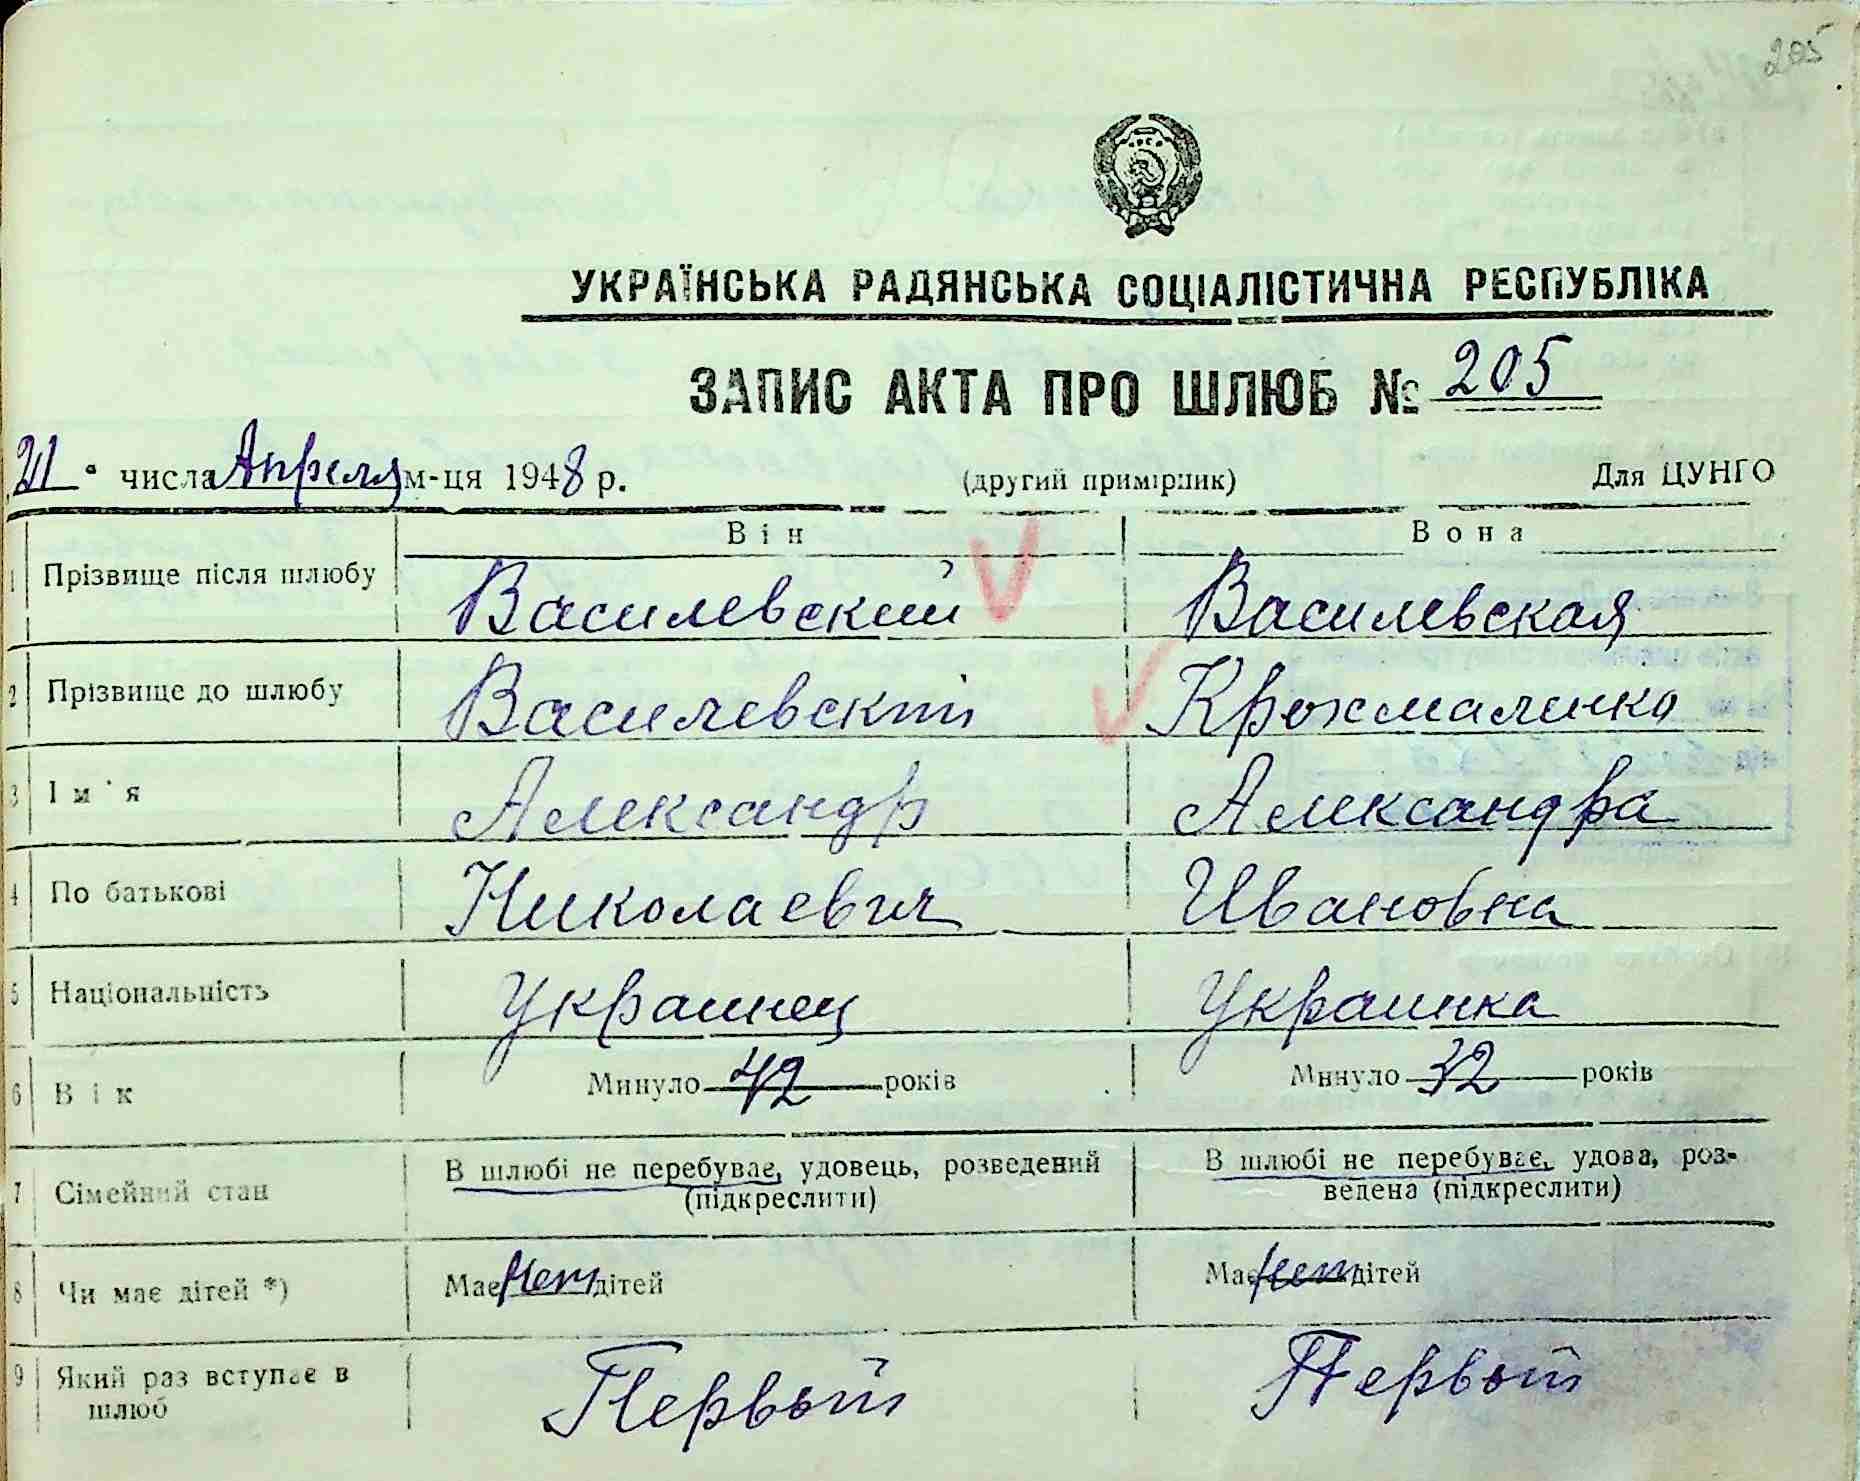 205
УКРАЇНСЬКА РАДЯНСЬКА СОЦІАЛІСТИЧНА РЕСПУБЛІКА
ЗАПИС АКТА ПРО ШЛЮБ № 205
21 числа Апреля м-ця 1948 р. (другий примірник) Для ЦУНГО
Він Вона
1 Прізвище після шлюбу Василевский Василевская
2 Прізвище до шлюбу Василевский Крохмаленко
3 Ім'я Александр Александра
4 По батькові Николаевич Ивановна
5 Національність Украинец Украинка
6 Вік Минуло 42 років Минуло 32 років
7 Сімейний стан В шлюбі не перебуває, удовець, розведений (підкреслити) В шлюбі не перебуває, удова, роз-
ведена (підкреслити)
8 Чи має дітей *) Має нет дітей Має нет дітей
9 Який раз вступає в шлюб Первый Первый